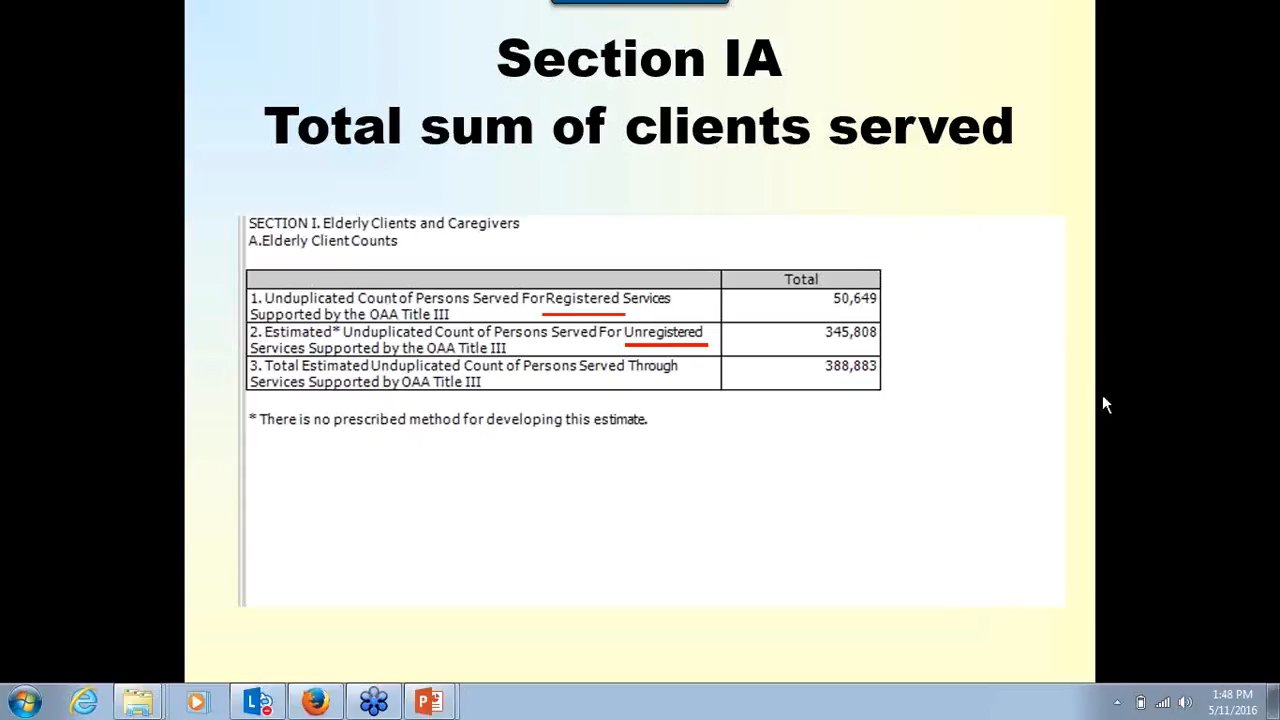 Section IA
Total sum of clients served
SECTION I. Elderly Clients and Caregivers
A.Elderly Client Counts
Total
1. Unduplicated Count of Persons Served For Registered Services
Supported by the OAA Title III
50,649
2. Estimated* Unduplicated Count of Persons Served For Unregistered
Services Supported by the OAA Title III
345,808
3. Total Estimated Unduplicated Count of Persons Served Through
Services Supported by OAA Title III
388,883
* There is no prescribed method for developing this estimate.
1:48 PM
5/11/2016